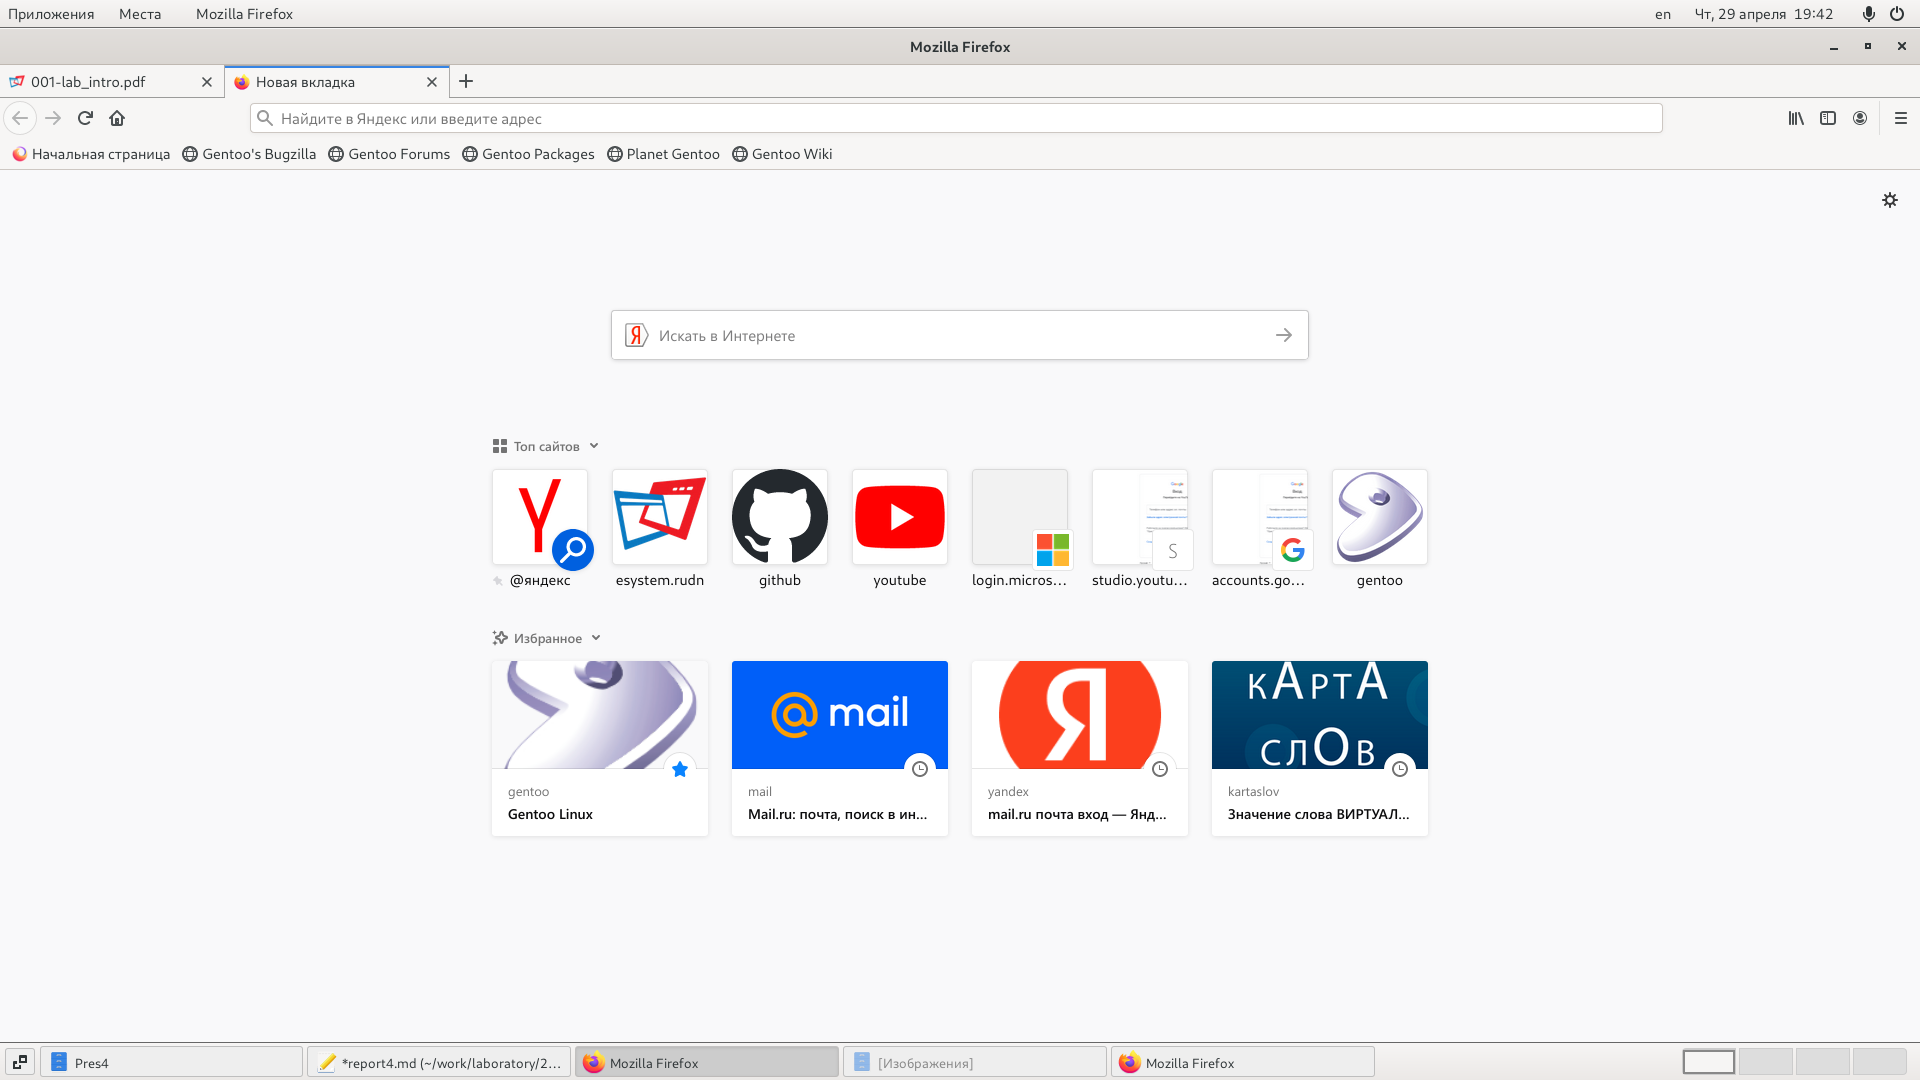 Приложения Места Mozilla Firefox en Чт, 29 апреля 19:42
Mozilla Firefox
001-lab_intro.pdf Новая вкладка
Найдите в Яндекс или введите адрес
Начальная страница Gentoo's Bugzilla Gentoo Forums Gentoo Packages Planet Gentoo Gentoo Wiki
Я Искать в Интернете
Топ сайтов
Y S G
@яндекс esystem.rudn github youtube login.micros... studio.youtu... accounts.go... gentoo
Избранное
@mail Я КАРТА
СЛОВ
gentoo mail yandex kartaslov
Gentoo Linux Mail.ru: почта, поиск в ин... mail.ru почта вход — Янд... Значение слова ВИРТУАЛ...
Pres4 *report4.md (~/work/laboratory/2... Mozilla Firefox [Изображения] Mozilla Firefox